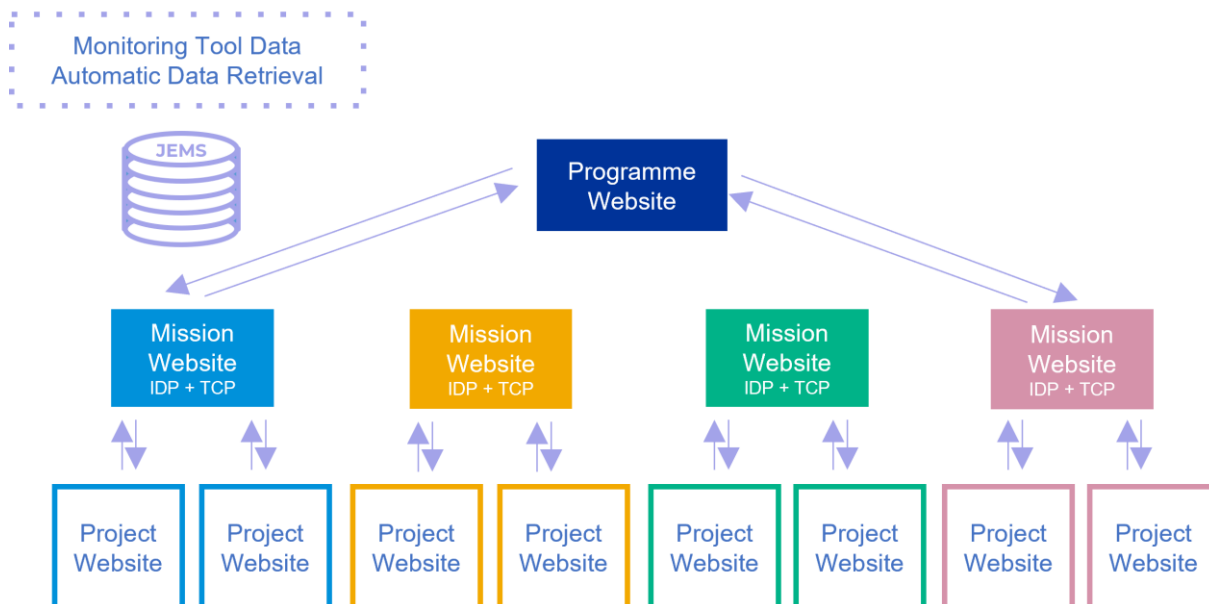 Monitoring Tool Data
Automatic Data Retrieval
JEMS
Programme
Website
Mission
Website
IDP + TCP
Mission
Website
IDP + TCP
Mission
Website
IDP + TCP
Mission
Website
IDP + TCP
Project
Website
Project
Website
Project
Website
Project
Website
Project
Website
Project
Website
Project
Website
Project
Website